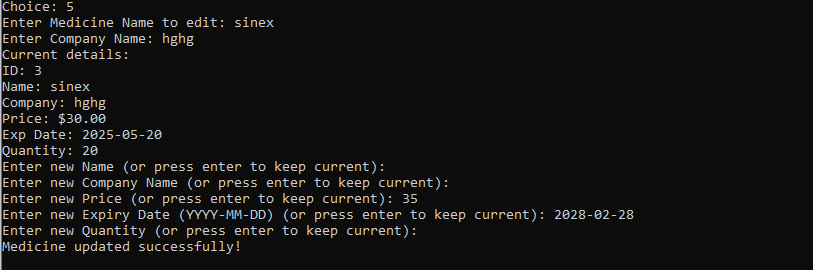 Choice: 5
Enter Medicine Name to edit: sinex
Enter Company Name: hghg
Current details:
ID: 3
Name: sinex
Company: hghg
Price: $30.00
Exp Date: 2025-05-20
Quantity: 20
Enter new Name (or press enter to keep current):
Enter new Company Name (or press enter to keep current):
Enter new Price (or press enter to keep current): 35
Enter new Expiry Date (YYYY-MM-DD) (or press enter to keep current): 2028-02-28
Enter new Quantity (or press enter to keep current):
Medicine updated successfully!